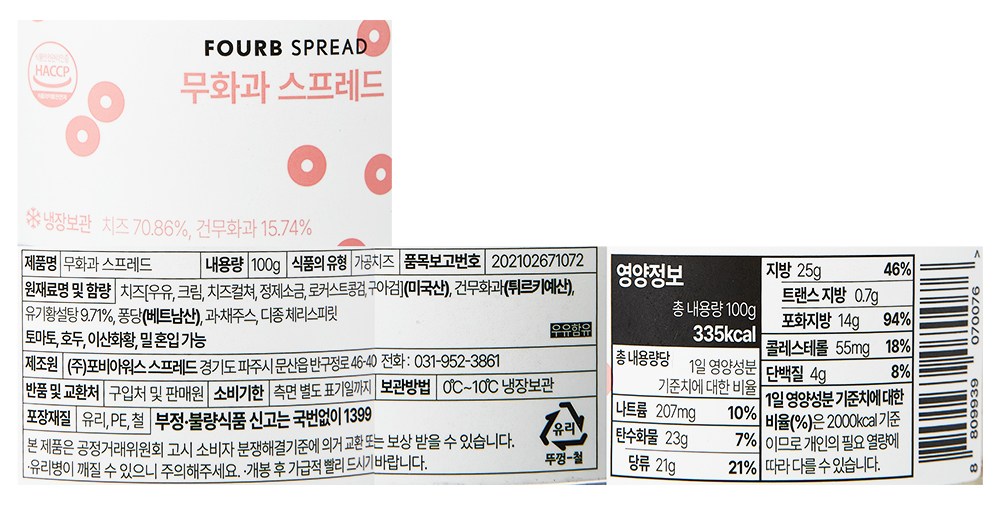 FOURB SPREAD
무화과 스프레드
HACCP
냉장보관 치즈 70.86%, 건무화과 15.74%
제품명 무화과 스프레드 내용량 100g 식품의 유형 가공치즈 품목보고번호 202102671072
원재료명 및 함량 치즈[우유, 크림, 치즈컬쳐, 정제소금, 로커스트콩검, 구아검](미국산), 건무화과(튀르키예산),
유기황설탕 9.71%, 퐁당(베트남산), 과·채주스, 디종 체리스피릿
우유함유
토마토, 호두, 이산화황, 밀 혼입 가능
제조원 (주)포비이워스 스프레드 경기도 파주시 문산읍 반구정로 46-40 전화 : 031-952-3861
반품 및 교환처 구입처 및 판매원 소비기한 측면 별도 표기일까지 보관방법 0℃~10℃ 냉장보관
포장재질 유리, PE, 철 부정·불량식품 신고는 국번없이 1399
본 제품은 공정거래위원회 고시 소비자 분쟁해결기준에 의거 교환 또는 보상 받을 수 있습니다.
·유리병이 깨질 수 있으니 주의해주세요. ·개봉 후 가급적 빨리 드시기 바랍니다.
유리
뚜껑-철
영양정보
총 내용량 100g
335kcal
총 내용량당 1일 영양성분
기준치에 대한 비율
나트륨 207mg 10%
탄수화물 23g 7%
당류 21g 21%
지방 25g 46%
트랜스 지방 0.7g
포화지방 14g 94%
콜레스테롤 55mg 18%
단백질 4g 8%
1일 영양성분 기준치에 대한
비율(%)은 2000kcal 기준
이므로 개인의 필요 열량에
따라 다를 수 있습니다.
8 809939 070076 >